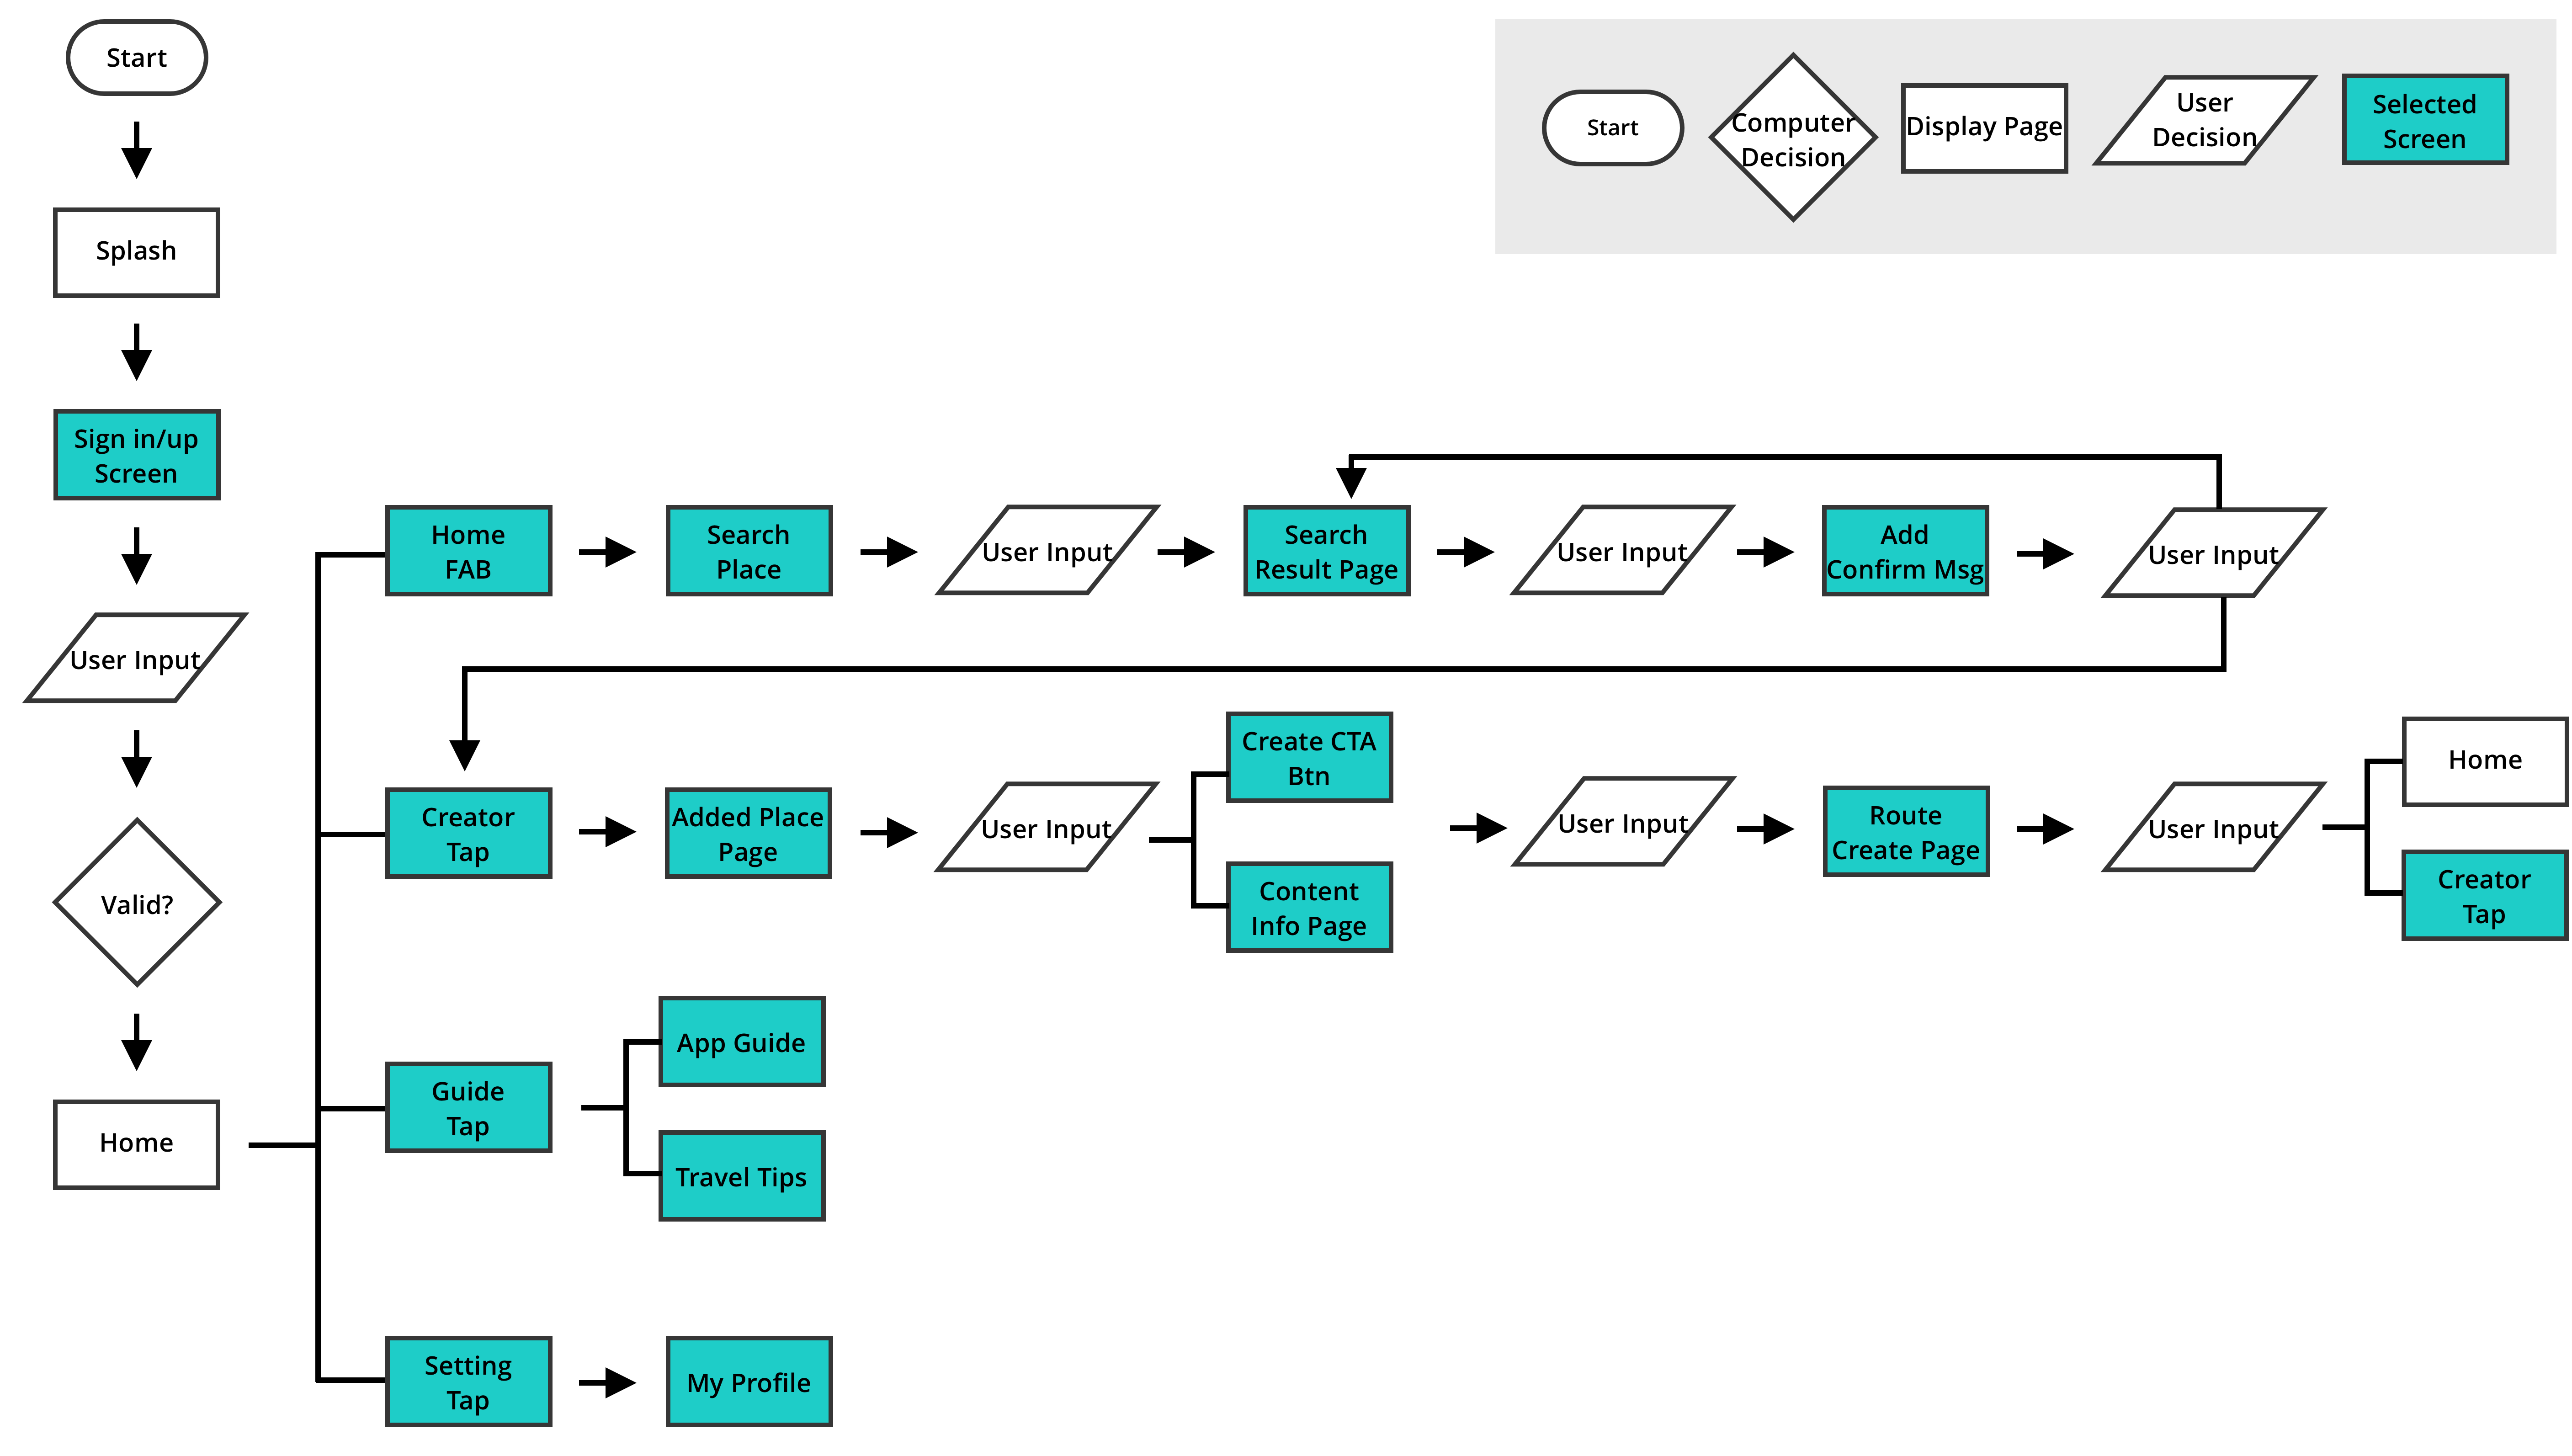 Start
Splash
Sign in/up
Screen
User Input
Valid?
Home
Start
Computer
Decision
Display Page
User
Decision
Selected
Screen
Home
FAB
Search
Place
User Input
Search
Result Page
User Input
Add
Confirm Msg
User Input
Creator
Tap
Added Place
Page
User Input
Create CTA
Btn
Content
Info Page
User Input
Route
Create Page
User Input
Home
Creator
Tap
Guide
Tap
App Guide
Travel Tips
Setting
Tap
My Profile